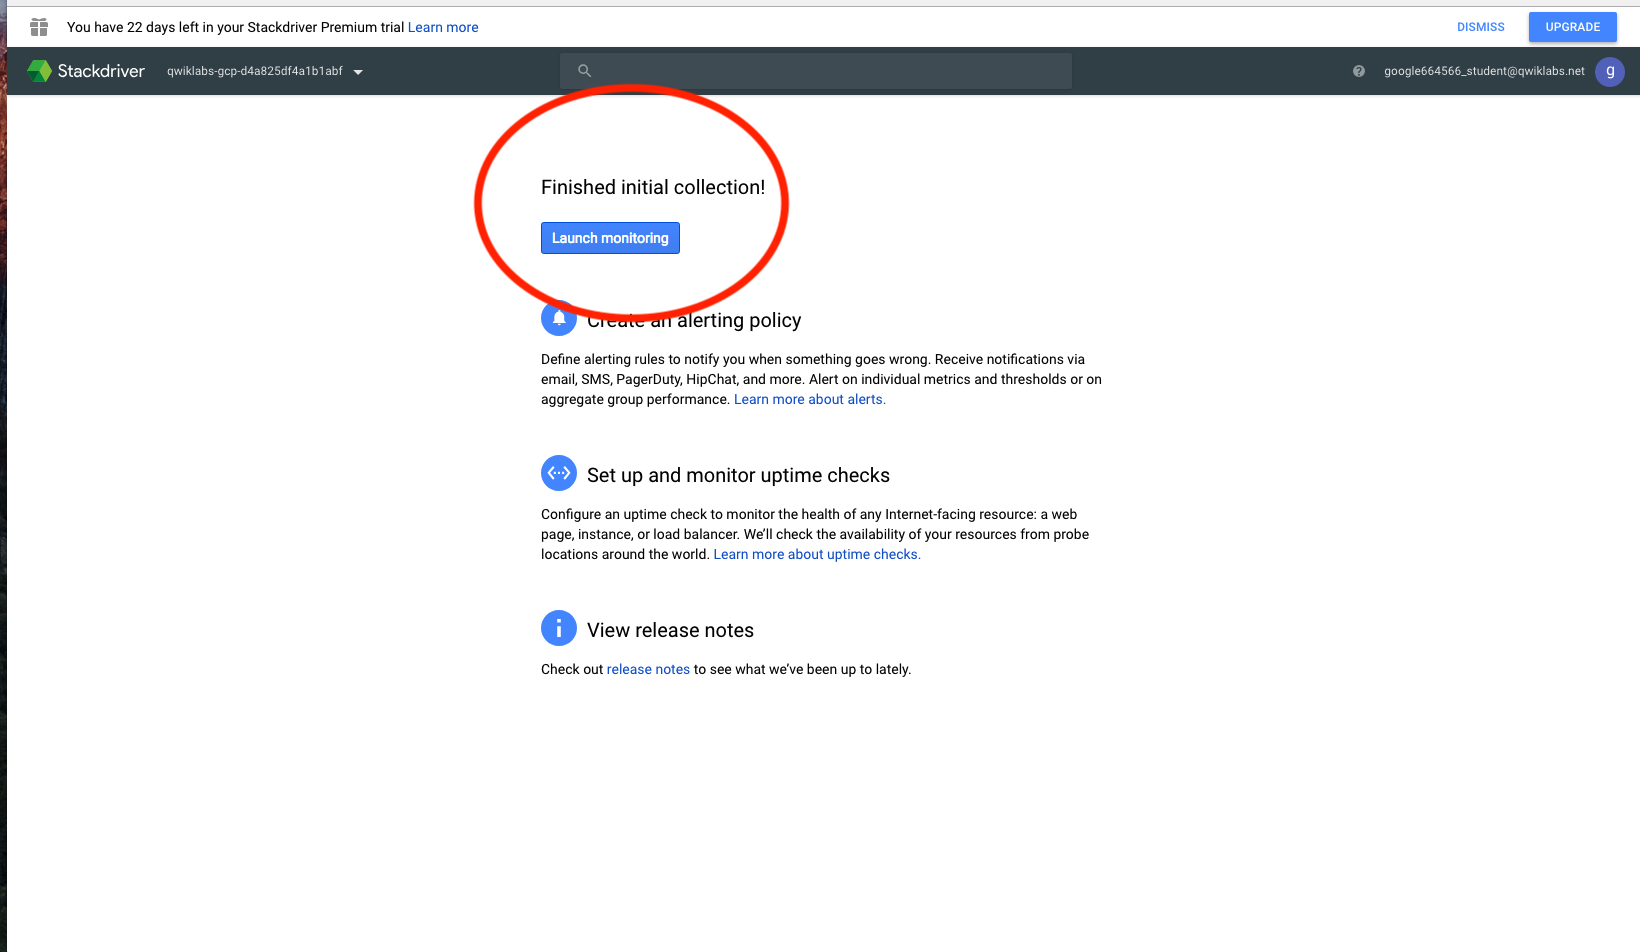 You have 22 days left in your Stackdriver Premium trial Learn more
DISMISS
UPGRADE
Stackdriver
qwiklabs-gcp-d4a825df4a1b1abf
google664566_student@qwiklabs.net
g
Finished initial collection!
Launch monitoring
Create an alerting policy
Define alerting rules to notify you when something goes wrong. Receive notifications via
email, SMS, PagerDuty, HipChat, and more. Alert on individual metrics and thresholds or on
aggregate group performance. Learn more about alerts.
Set up and monitor uptime checks
Configure an uptime check to monitor the health of any Internet-facing resource: a web
page, instance, or load balancer. We’ll check the availability of your resources from probe
locations around the world. Learn more about uptime checks.
View release notes
Check out release notes to see what we’ve been up to lately.